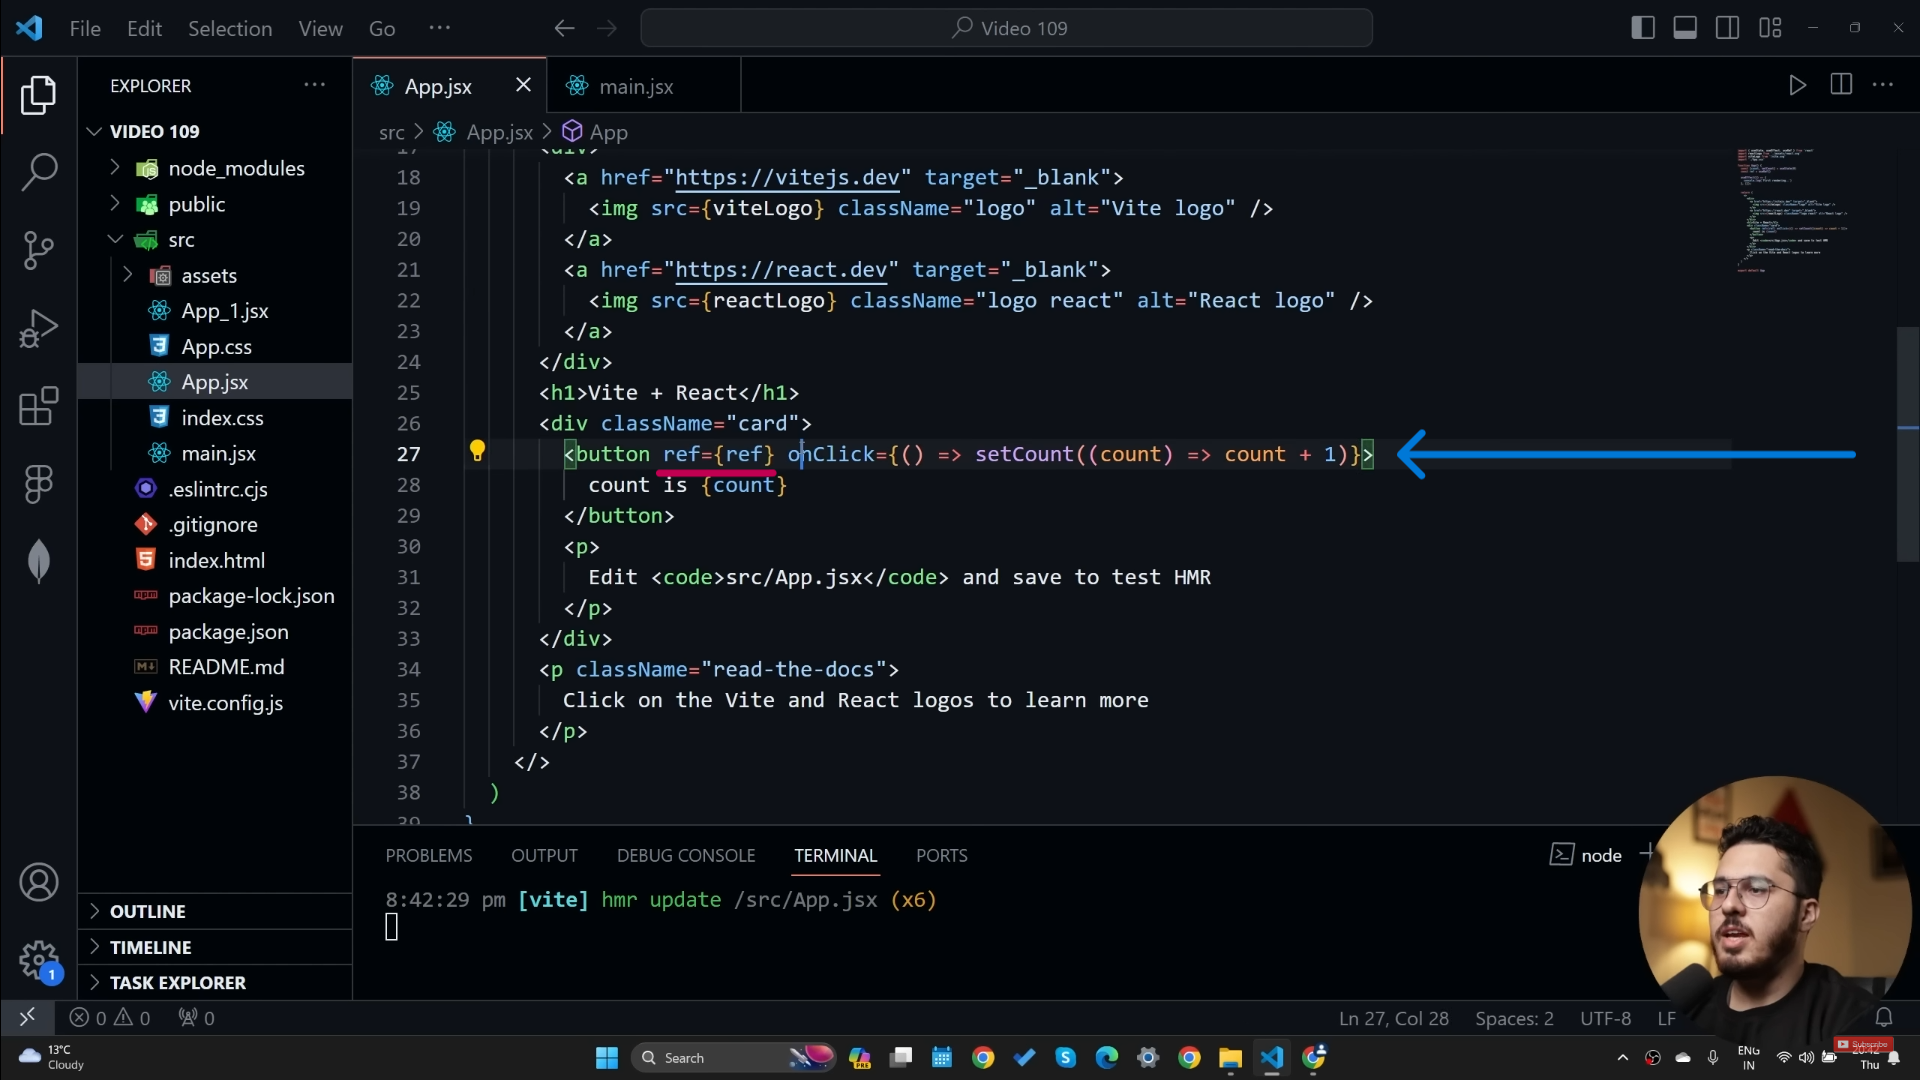 File Edit Selection View Go ··· Video 109
EXPLORER ···
VIDEO 109
node_modules
public
src
assets
App_1.jsx
App.css
App.jsx
index.css
main.jsx
.eslintrc.cjs
.gitignore
index.html
package-lock.json
package.json
README.md
vite.config.js
OUTLINE
TIMELINE
TASK EXPLORER
App.jsx main.jsx
src > App.jsx > App
17 <div>
18 <a href="https://vitejs.dev" target="_blank">
19 <img src={viteLogo} className="logo" alt="Vite logo" />
20 </a>
21 <a href="https://react.dev" target="_blank">
22 <img src={reactLogo} className="logo react" alt="React logo" />
23 </a>
24 </div>
25 <h1>Vite + React</h1>
26 <div className="card">
27 <button ref={ref} onClick={() => setCount((count) => count + 1)}>
28 count is {count}
29 </button>
30 <p>
31 Edit <code>src/App.jsx</code> and save to test HMR
32 </p>
33 </div>
34 <p className="read-the-docs">
35 Click on the Vite and React logos to learn more
36 </p>
37 </>
38 )
39 }
PROBLEMS OUTPUT DEBUG CONSOLE TERMINAL PORTS node
8:42:29 pm [vite] hmr update /src/App.jsx (x6)
1
0 0 0 Ln 27, Col 28 Spaces: 2 UTF-8 LF
13°C
Cloudy
Search
PRE
ENG
IN
Subscribe
Thu